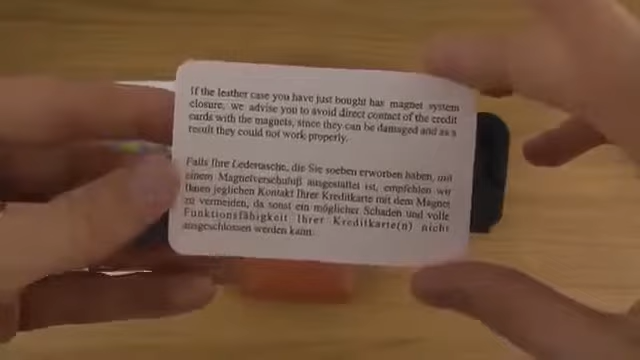 If the leather case you have just bought has magnet system
closure, we advise you to avoid direct contact of the credit
cards with the magnets, since they can be damaged and as a
result they could not work properly.
Falls Ihre Ledertasche, die Sie soeben erworben haben, mit
einem Magnetverschluß ausgestattet ist, empfehlen wir
Ihnen jeglichen Kontakt Ihrer Kreditkarte mit dem Magnet
zu vermeiden, da sonst ein möglicher Schaden und volle
Funktionsfähigkeit Ihrer Kreditkarte(n) nicht
ausgeschlossen werden kann.